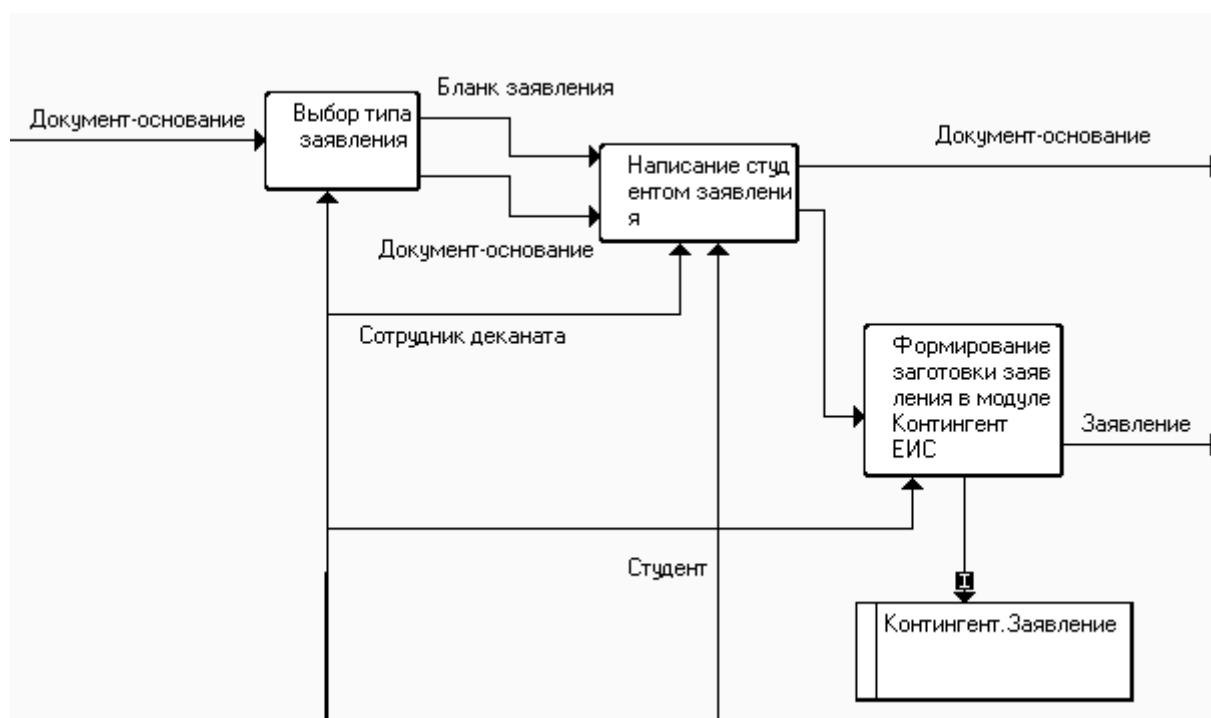 Бланк заявления
Документ-основание
Выбор типа
заявления
Документ-основание
Написание студ
ентом заявлени
я
Документ-основание
Сотрудник деканата
Формирование
заготовки заяв
ления в модуле
Контингент
ЕИС
Заявление
Студент
I
Контингент.Заявление